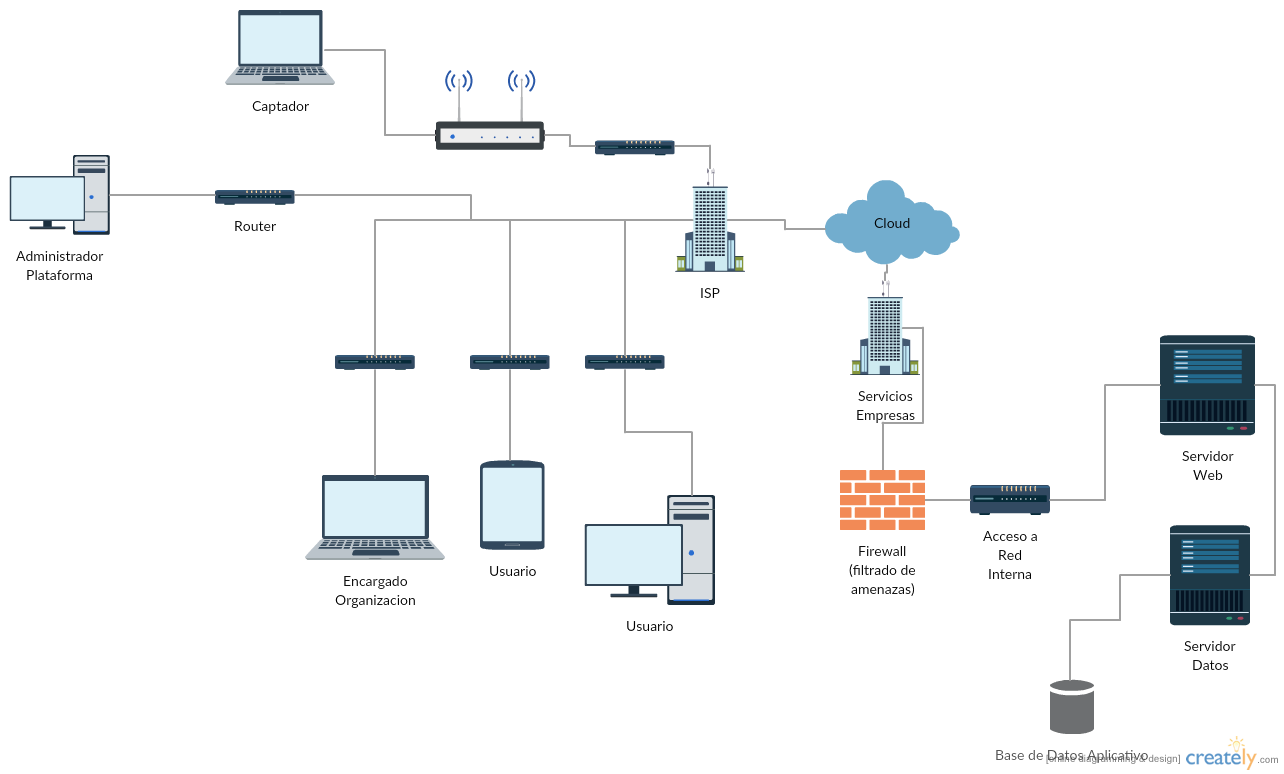 Captador
Router
Administrador
Plataforma
Cloud
ISP
Servicios
Empresas
Servidor
Web
Firewall
(filtrado de
amenazas)
Acceso a
Red
Interna
Encargado
Organizacion
Usuario
Usuario
Servidor
Datos
Base de Datos Aplicativo
[online diagramming & design]
creately.com